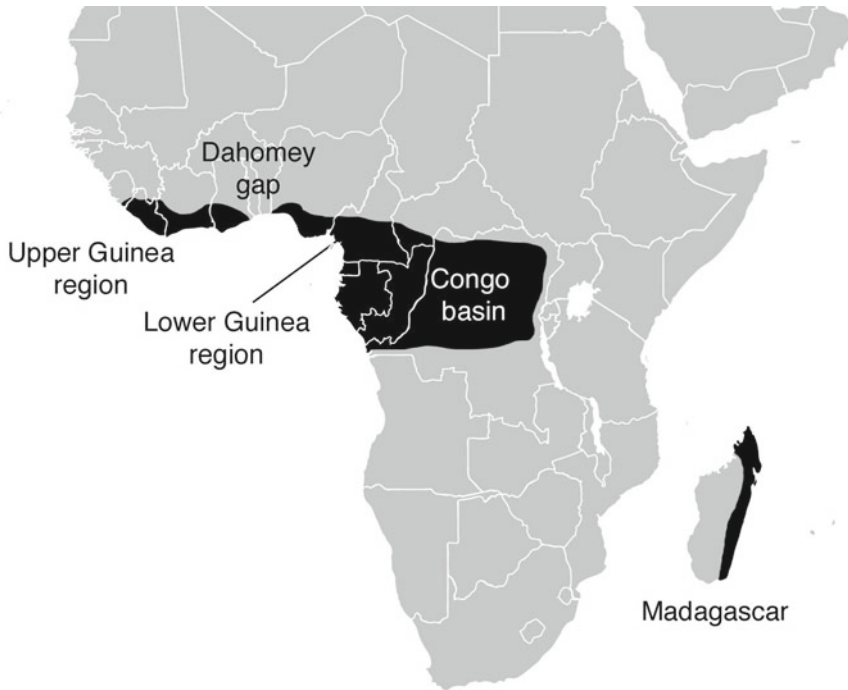 Dahomey
gap
Upper Guinea
region
Lower Guinea
region
Congo
basin
Madagascar